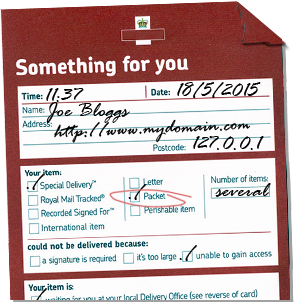 Something for you
Time: 11:37 Date: 18/5/2015
Name: Joe Bloggs
Address: http://www.mydomain.com
Postcode: 127.0.0.1
Your item: Number of items:
Special Delivery™ Letter several
Royal Mail Tracked® Packet
Recorded Signed For™ Perishable item
International item
could not be delivered because:
a signature is required it's too large unable to gain access
Your item is:
waiting for you at your local Delivery Office (see reverse of card)